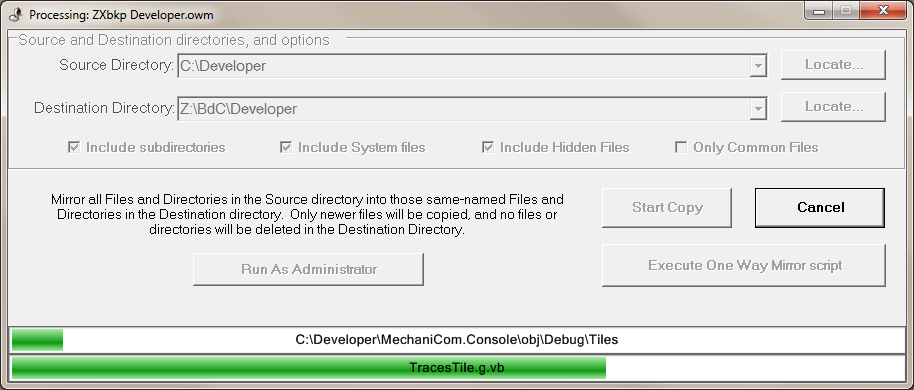 Processing: ZXbkp Developer.owm
Source and Destination directories, and options
Source Directory: C:\Developer Locate...
Destination Directory: Z:\BdC\Developer Locate...
Include subdirectories Include System files Include Hidden Files Only Common Files
Mirror all Files and Directories in the Source directory into those same-named Files and
Directories in the Destination directory.  Only newer files will be copied, and no files or
directories will be deleted in the Destination Directory.
Start Copy Cancel
Run As Administrator Execute One Way Mirror script
C:\Developer\MechaniCom.Console\obj\Debug\Tiles
TracesTile.g.vb